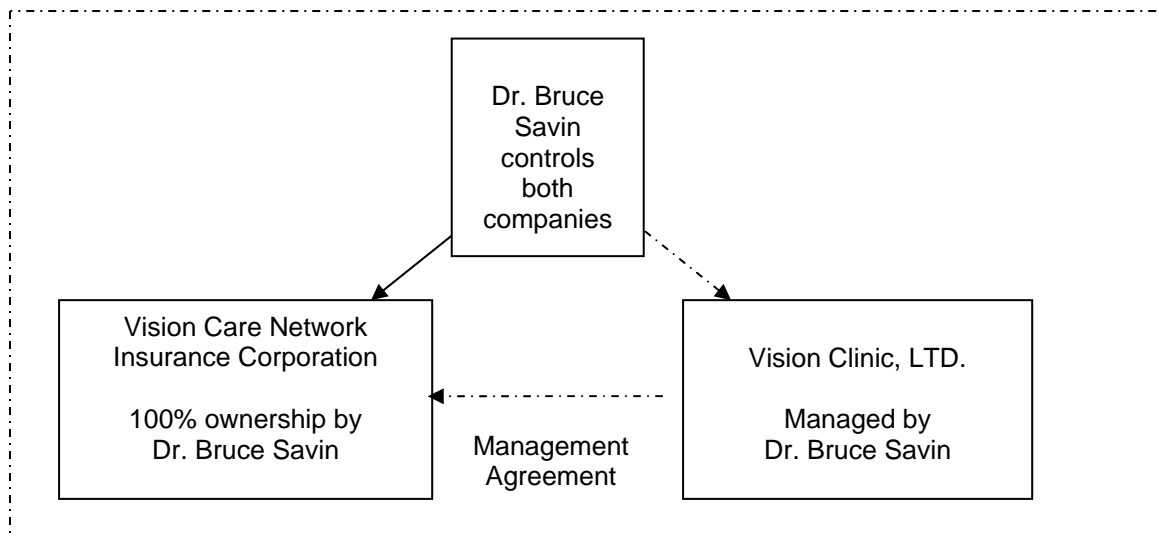 Dr. Bruce
Savin
controls
both
companies
Vision Care Network
Insurance Corporation
100% ownership by
Dr. Bruce Savin
Management
Agreement
Vision Clinic, LTD.
Managed by
Dr. Bruce Savin